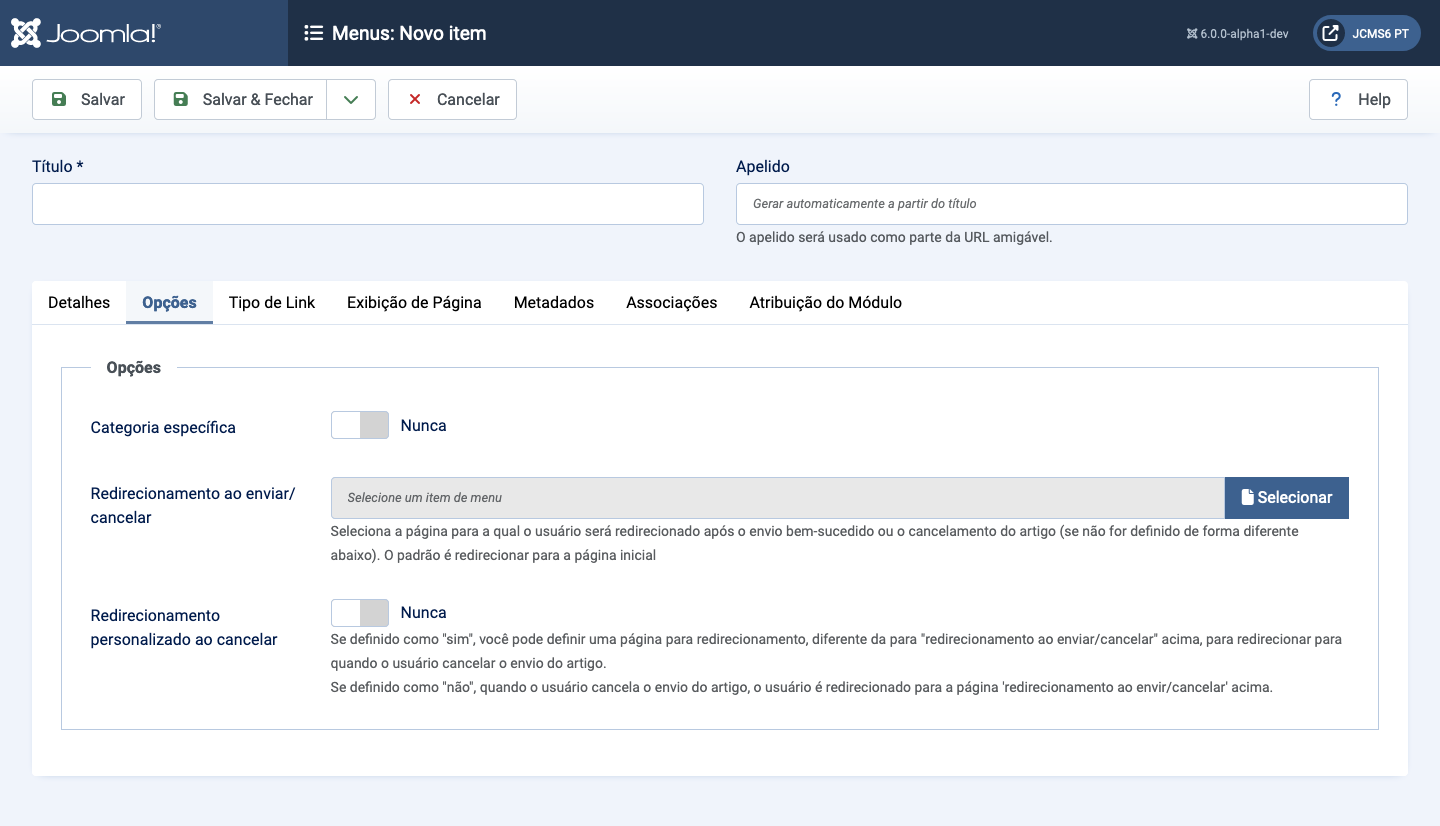 Joomla!®
Menus: Novo item
6.0.0-alpha1-dev
JCMS6 PT
Salvar
Salvar & Fechar
Cancelar
? Help
Título *
Apelido
Gerar automaticamente a partir do título
O apelido será usado como parte da URL amigável.
Detalhes
Opções
Tipo de Link
Exibição de Página
Metadados
Associações
Atribuição do Módulo
Opções
Categoria específica
Nunca
Redirecionamento ao enviar/
cancelar
Selecione um item de menu
Selecionar
Seleciona a página para a qual o usuário será redirecionado após o envio bem-sucedido ou o cancelamento do artigo (se não for definido de forma diferente
abaixo). O padrão é redirecionar para a página inicial
Redirecionamento
personalizado ao cancelar
Nunca
Se definido como "sim", você pode definir uma página para redirecionamento, diferente da para "redirecionamento ao enviar/cancelar" acima, para redirecionar para
quando o usuário cancelar o envio do artigo.
Se definido como "não", quando o usuário cancela o envio do artigo, o usuário é redirecionado para a página 'redirecionamento ao envir/cancelar' acima.